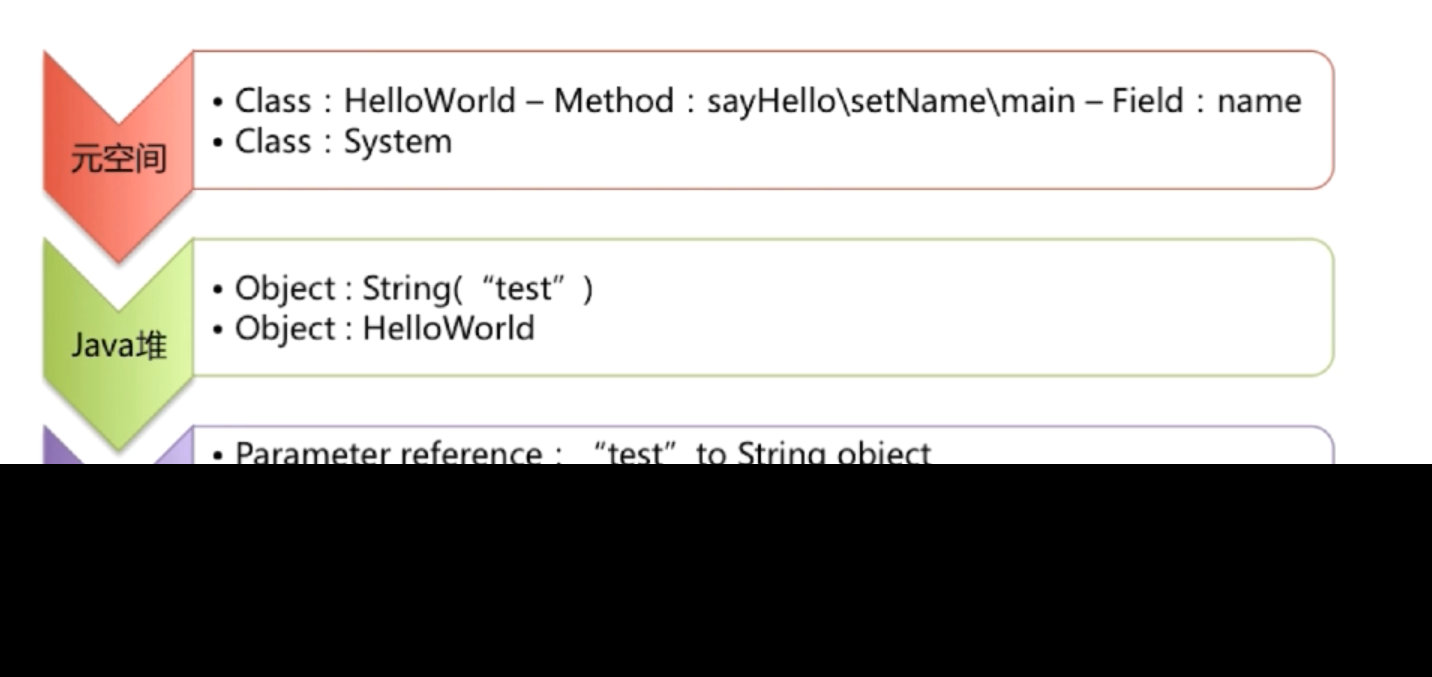 元空间
• Class : HelloWorld – Method : sayHello\setName\main – Field : name
• Class : System
Java堆
• Object : String( “test” )
• Object : HelloWorld
• Parameter reference : “test” to String object